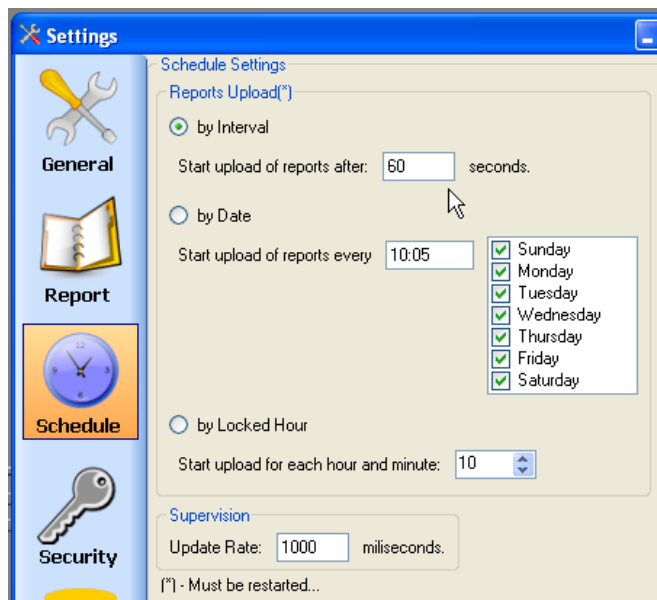 Settings
General
Report
Schedule
Security
Schedule Settings
Reports Upload(*)
by Interval
Start upload of reports after: 60 seconds.
by Date
Start upload of reports every 10:05
Sunday
Monday
Tuesday
Wednesday
Thursday
Friday
Saturday
by Locked Hour
Start upload for each hour and minute: 10
Supervision
Update Rate: 1000 miliseconds.
(*) - Must be restarted...